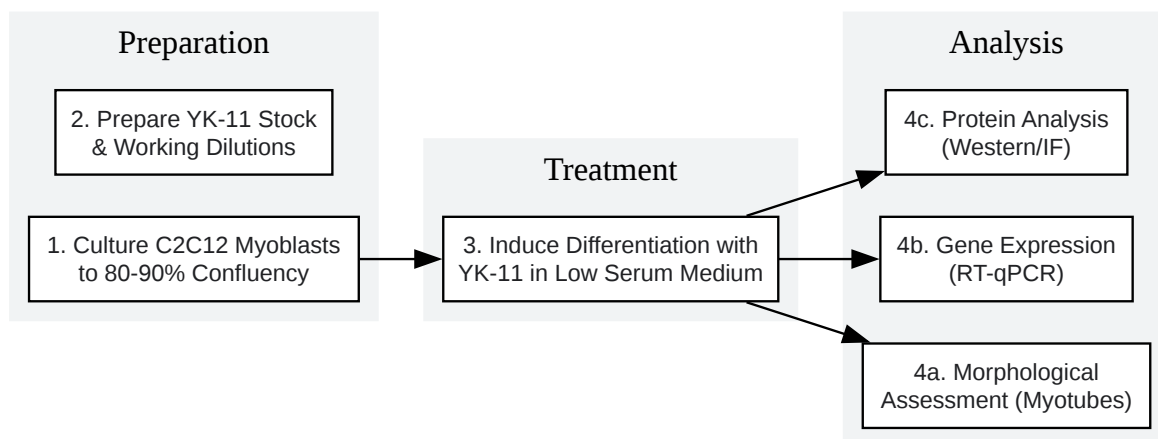 Preparation
2. Prepare YK-11 Stock
& Working Dilutions
1. Culture C2C12 Myoblasts
to 80-90% Confluency
Treatment
3. Induce Differentiation with
YK-11 in Low Serum Medium
Analysis
4c. Protein Analysis
(Western/IF)
4b. Gene Expression
(RT-qPCR)
4a. Morphological
Assessment (Myotubes)